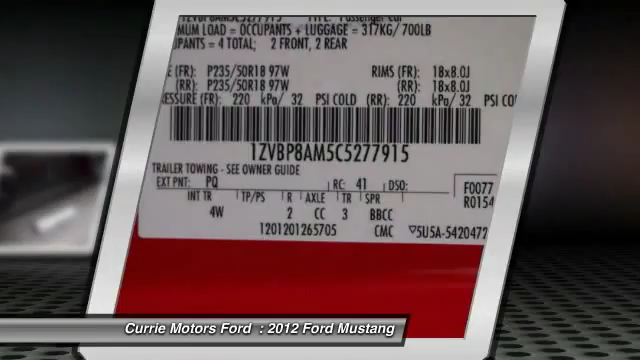 1ZVBP8AM5C5277915 TYPE: Passenger Car
MUM LOAD = OCCUPANTS + LUGGAGE = 317KG/ 700LB
UPANTS = 4 TOTAL; 2 FRONT, 2 REAR
E (FR): P235/50R18 97W RIMS (FR): 18x8.0J
(RR): P235/50R18 97W (RR): 18x8.0J
ESSURE (FR): 220 kPa/ 32 PSI COLD (RR): 220 kPa/ 32 PSI CO
1ZVBP8AM5C5277915
TRAILER TOWING - SEE OWNER GUIDE
EXT PNT: PQ RC: 41 DSO: F0077
R0154
INT TR TP/PS R AXLE TR SPR
4W 2 CC 3 BBCC
1201201265705 CMC ▽5U5A-5420472
Currie Motors Ford : 2012 Ford Mustang